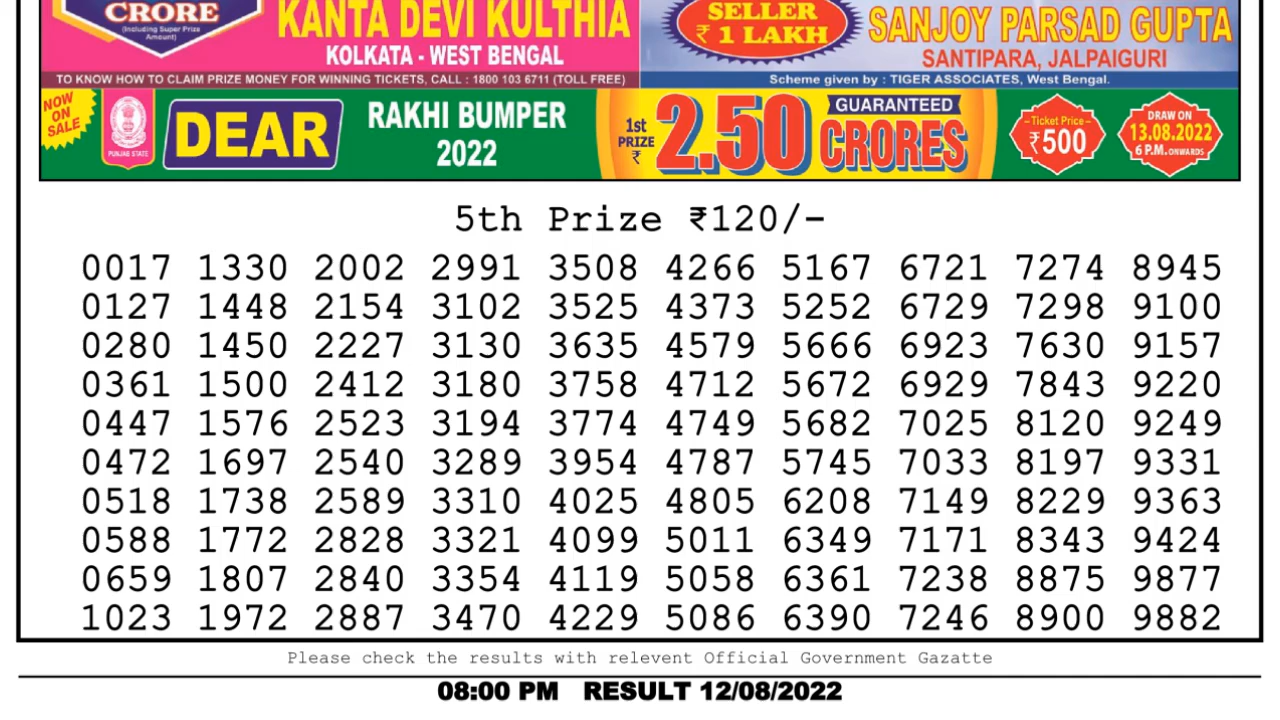 CRORE
(Including Super Prize
Amount)
KANTA DEVI KULTHIA
KOLKATA - WEST BENGAL
SELLER
₹ 1 LAKH
SANJOY PARSAD GUPTA
SANTIPARA, JALPAIGURI
TO KNOW HOW TO CLAIM PRIZE MONEY FOR WINNING TICKETS, CALL : 1800 103 6711 (TOLL FREE)
Scheme given by : TIGER ASSOCIATES, West Bengal.
NOW
ON
SALE
PUNJAB STATE
DEAR
RAKHI BUMPER
2022
1st
PRIZE
₹
2.50
GUARANTEED
CRORES
Ticket Price
₹500
DRAW ON
13.08.2022
6 P.M. ONWARDS
5th Prize ₹120/-
0017 1330 2002 2991 3508 4266 5167 6721 7274 8945
0127 1448 2154 3102 3525 4373 5252 6729 7298 9100
0280 1450 2227 3130 3635 4579 5666 6923 7630 9157
0361 1500 2412 3180 3758 4712 5672 6929 7843 9220
0447 1576 2523 3194 3774 4749 5682 7025 8120 9249
0472 1697 2540 3289 3954 4787 5745 7033 8197 9331
0518 1738 2589 3310 4025 4805 6208 7149 8229 9363
0588 1772 2828 3321 4099 5011 6349 7171 8343 9424
0659 1807 2840 3354 4119 5058 6361 7238 8875 9877
1023 1972 2887 3470 4229 5086 6390 7246 8900 9882
Please check the results with relevent Official Government Gazatte
08:00 PM RESULT 12/08/2022